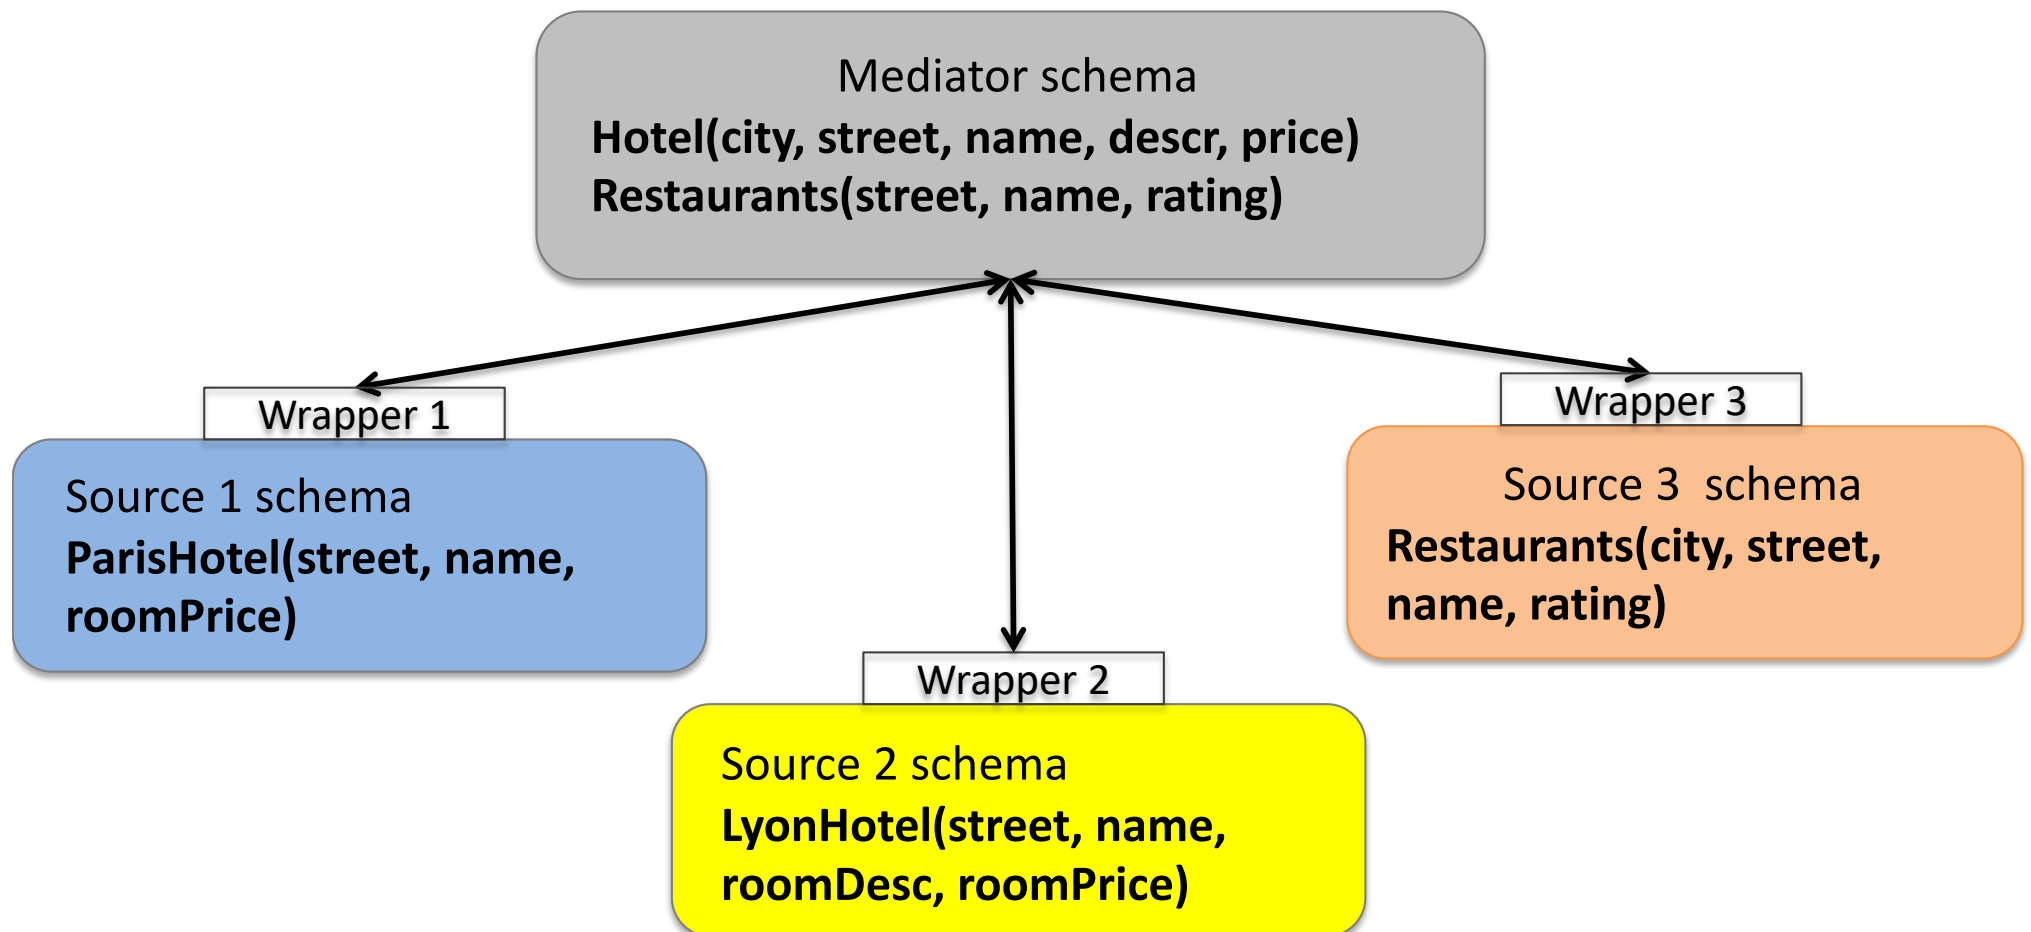 Mediator schema
Hotel(city, street, name, descr, price)
Restaurants(street, name, rating)
Wrapper 1
Source 1 schema
ParisHotel(street, name,
roomPrice)
Wrapper 3
Source 3  schema
Restaurants(city, street,
name, rating)
Wrapper 2
Source 2 schema
LyonHotel(street, name,
roomDesc, roomPrice)